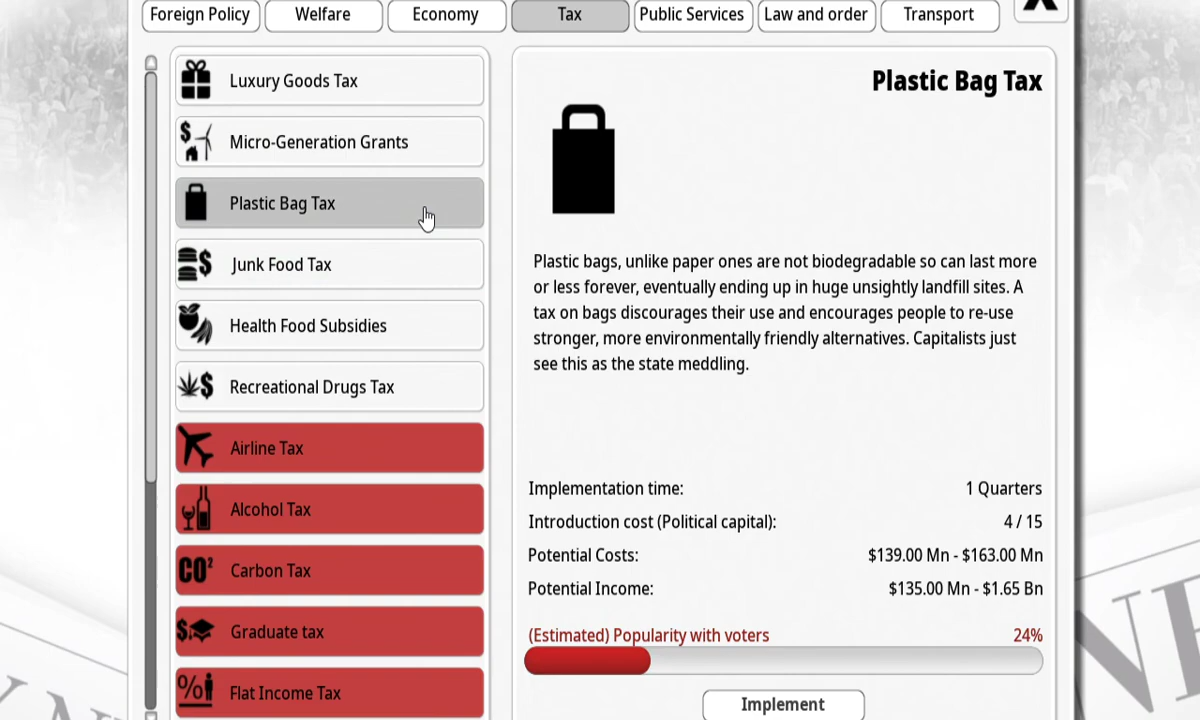 Foreign Policy
Welfare
Economy
Tax
Public Services
Law and order
Transport
X
Luxury Goods Tax
$
Micro-Generation Grants
Plastic Bag Tax
$
Junk Food Tax
Health Food Subsidies
$
Recreational Drugs Tax
Airline Tax
Alcohol Tax
CO²
Carbon Tax
$
Graduate tax
%
Flat Income Tax
Plastic Bag Tax
Plastic bags, unlike paper ones are not biodegradable so can last more
or less forever, eventually ending up in huge unsightly landfill sites. A
tax on bags discourages their use and encourages people to re-use
stronger, more environmentally friendly alternatives. Capitalists just
see this as the state meddling.
Implementation time: 1 Quarters
Introduction cost (Political capital): 4 / 15
Potential Costs: $139.00 Mn - $163.00 Mn
Potential Income: $135.00 Mn - $1.65 Bn
(Estimated) Popularity with voters 24%
Implement